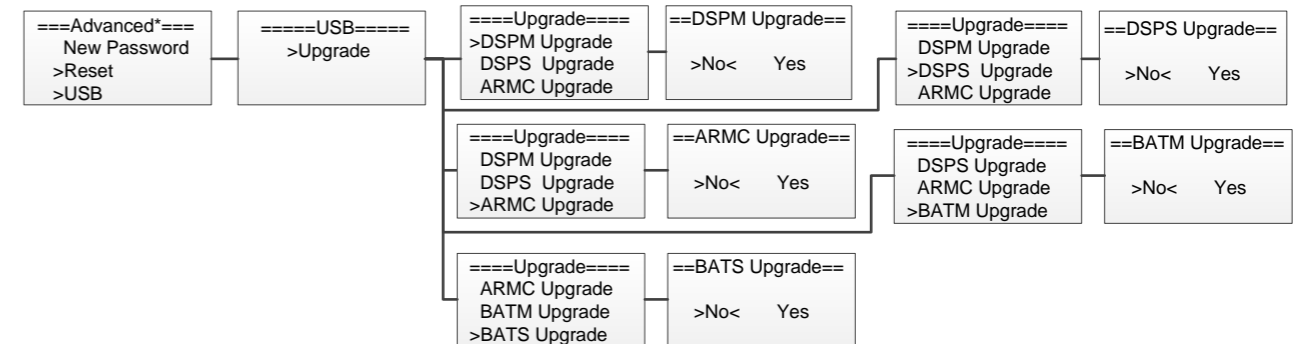 ===Advanced*===
New Password
>Reset
>USB
=====USB=====
>Upgrade
====Upgrade====
>DSPM Upgrade
DSPS Upgrade
ARMC Upgrade
==DSPM Upgrade==
>No< Yes
====Upgrade====
DSPM Upgrade
>DSPS Upgrade
ARMC Upgrade
==DSPS Upgrade==
>No< Yes
====Upgrade====
DSPM Upgrade
DSPS Upgrade
>ARMC Upgrade
==ARMC Upgrade==
>No< Yes
====Upgrade====
DSPS Upgrade
ARMC Upgrade
>BATM Upgrade
==BATM Upgrade==
>No< Yes
====Upgrade====
ARMC Upgrade
BATM Upgrade
>BATS Upgrade
==BATS Upgrade==
>No< Yes